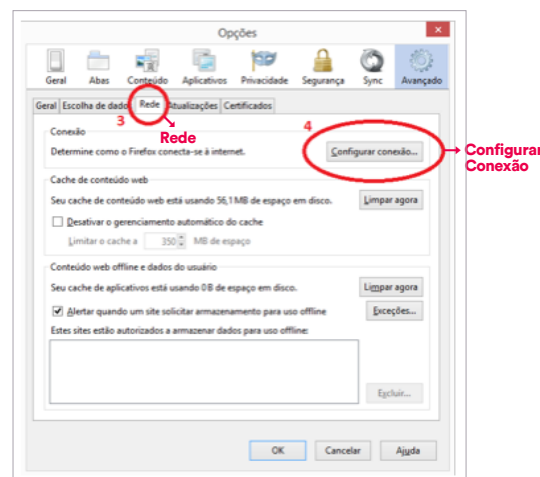 Opções
Geral Abas Conteúdo Aplicativos Privacidade Segurança Sync Avançado
Geral Escolha de dado Rede Atualizações Certificados
3
Rede
4
Conexão
Determine como o Firefox conecta-se à internet.
Configurar conexão...
Configurar
Conexão
Cache de conteúdo web
Seu cache de conteúdo web está usando 56,1 MB de espaço em disco.
Limpar agora
Desativar o gerenciamento automático do cache
Limitar o cache a 350 MB de espaço
Conteúdo web offline e dados do usuário
Seu cache de aplicativos está usando 0 B de espaço em disco.
Limpar agora
Alertar quando um site solicitar armazenamento para uso offline
Exceções...
Estes sites estão autorizados a armazenar dados para uso offline:
Excluir...
OK Cancelar Ajuda